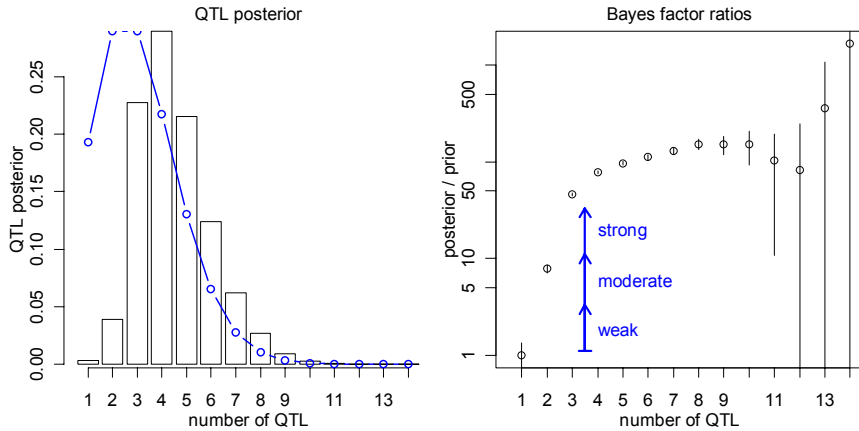 QTL posterior
QTL posterior
0.00 0.05 0.10 0.15 0.20 0.25
1 2 3 4 5 6 7 8 9 11 13
number of QTL
Bayes factor ratios
posterior / prior
1 5 10 50 500
strong
moderate
weak
1 2 3 4 5 6 7 8 9 11 13
number of QTL